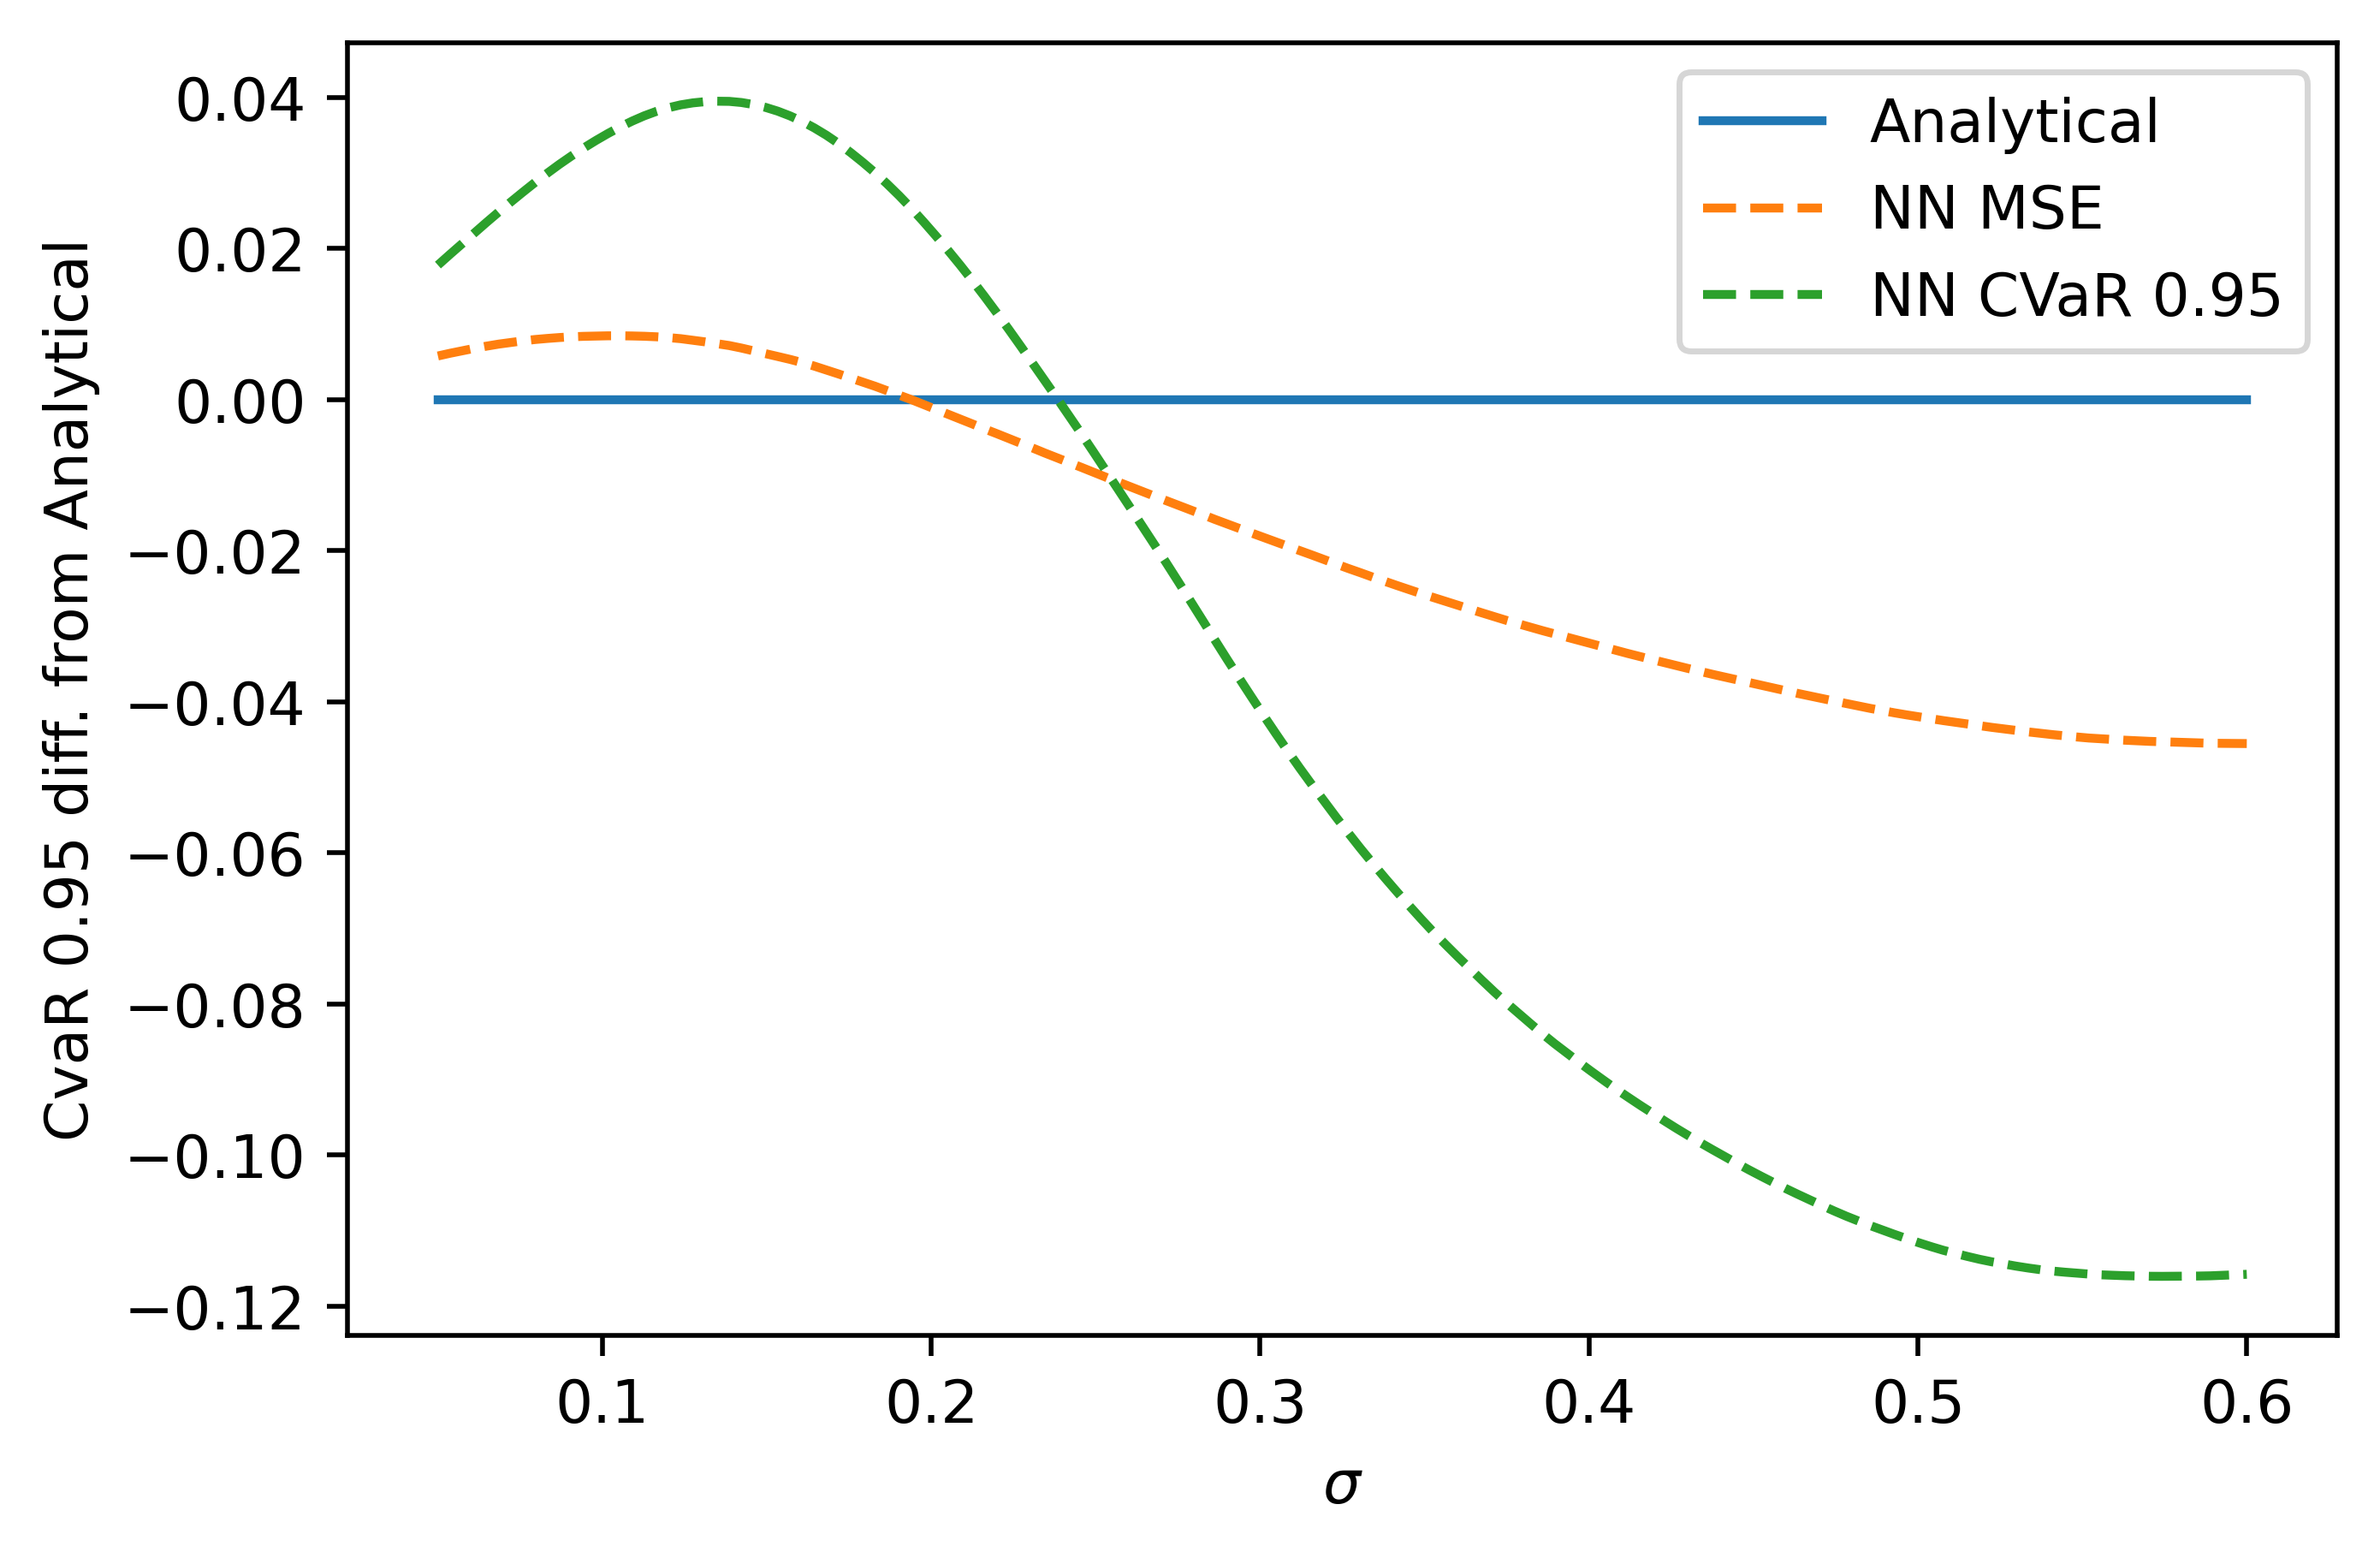 CvaR 0.95 diff. from Analytical
0.04
0.02
0.00
−0.02
−0.04
−0.06
−0.08
−0.10
−0.12
Analytical
NN MSE
NN CVaR 0.95
0.1 0.2 0.3 0.4 0.5 0.6
σ